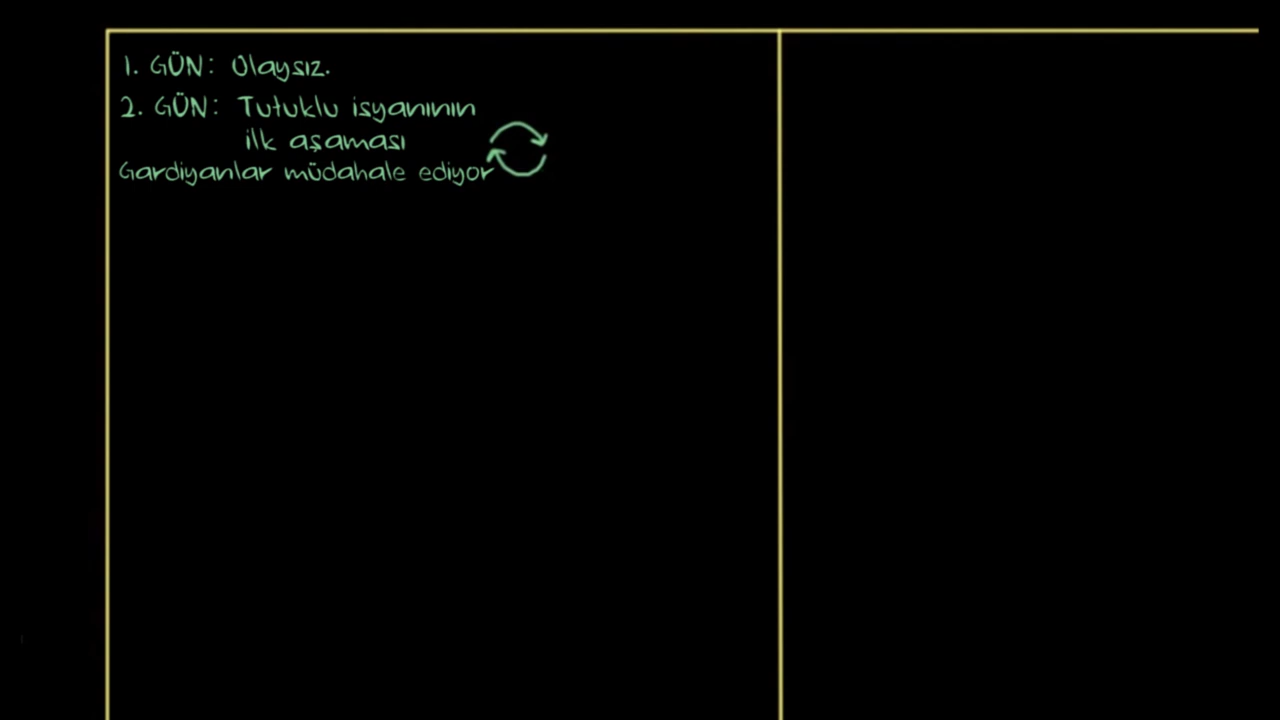 1. GÜN: Olaysız.
2. GÜN: Tutuklu isyanının
ilk aşaması
Gardiyanlar müdahale ediyor